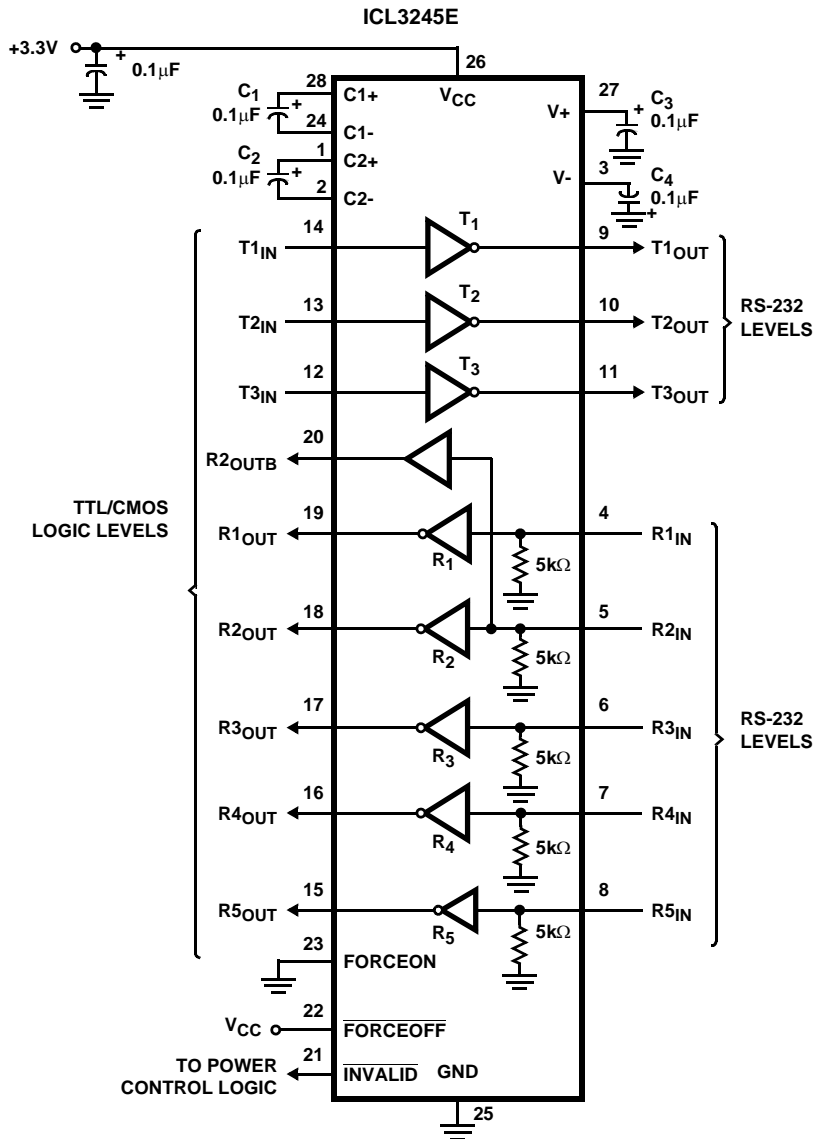 ICL3245E
+3.3V
+
0.1μF
26
VCC
C1
0.1μF
+
28
C1+
24
C1-
C2
0.1μF
+
1
C2+
2
C2-
27
V+
+
C3
0.1μF
3
V-
C4
0.1μF
+
T1IN
14
T1
9
T1OUT
T2IN
13
T2
10
T2OUT
T3IN
12
T3
11
T3OUT
RS-232
LEVELS
R2OUTB
20
TTL/CMOS
LOGIC LEVELS
R1OUT
19
R1
5kΩ
4
R1IN
R2OUT
18
R2
5kΩ
5
R2IN
R3OUT
17
R3
5kΩ
6
R3IN
R4OUT
16
R4
5kΩ
7
R4IN
R5OUT
15
R5
5kΩ
8
R5IN
RS-232
LEVELS
23
FORCEON
VCC
22
FORCEOFF
TO POWER
CONTROL LOGIC
21
INVALID
GND
25